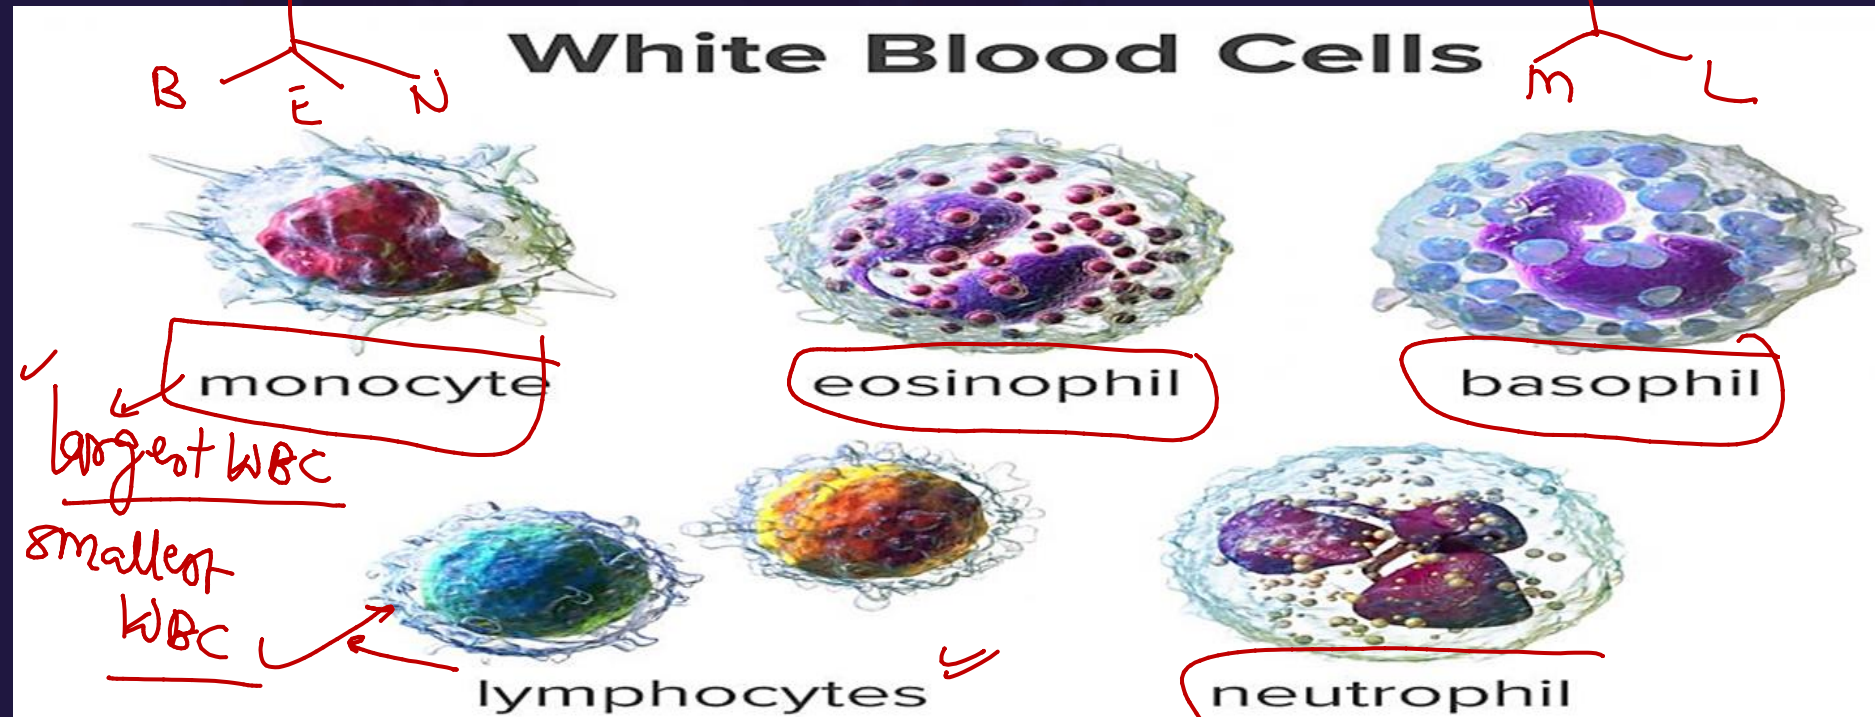 White Blood Cells
B E N
M L
monocyte
eosinophil
basophil
largest WBC
smallest
WBC
lymphocytes
neutrophil